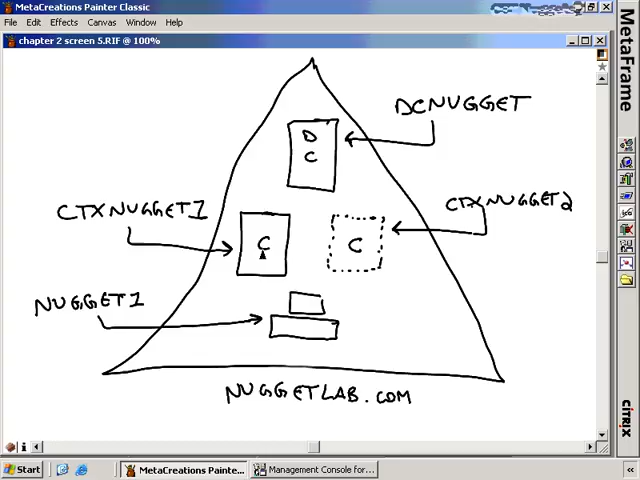 MetaCreations Painter Classic
File Edit Effects Canvas Window Help
chapter 2 screen 5.RIF @ 100%
DCNUGGET
D
C
CTXNUGGET1
CTXNUGGET2
C
C
NUGGET1
NUGGETLAB.COM
MetaFrame
CITRIX
Start
MetaCreations Painte...
Management Console for...